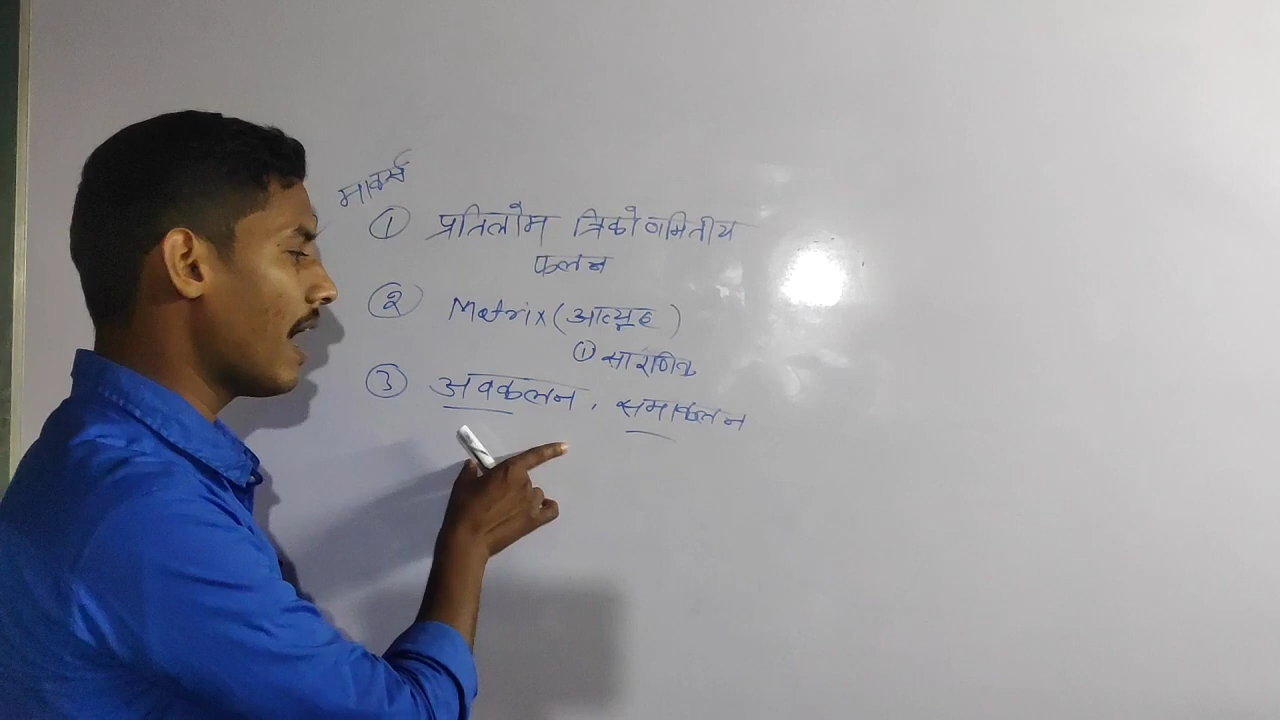 मार्क्स
① प्रतिलोम त्रिकोणमितीय
फलन
② Matrix (आव्यूह)
① सारणिक
③ अवकलन, समाकलन